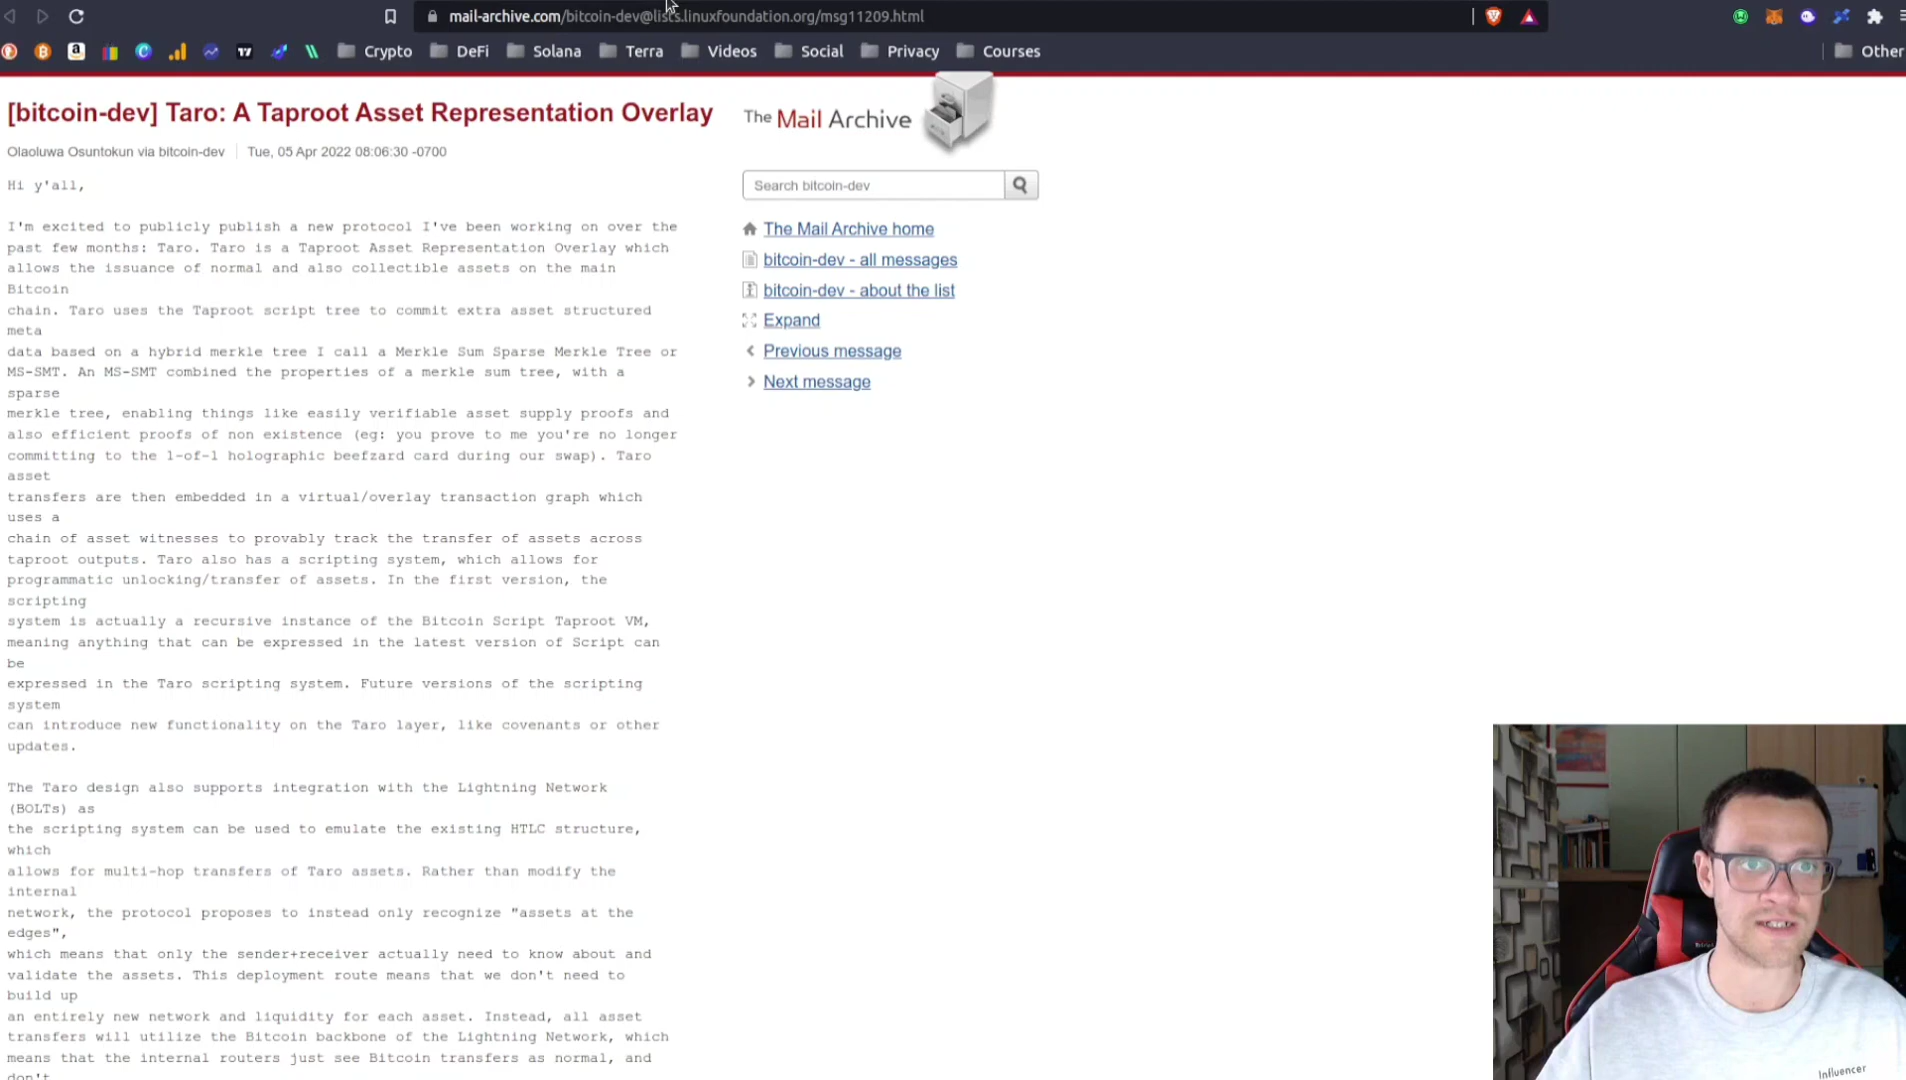 mail-archive.com/bitcoin-dev@lists.linuxfoundation.org/msg11209.html
Crypto
DeFi
Solana
Terra
Videos
Social
Privacy
Courses
Other
[bitcoin-dev] Taro: A Taproot Asset Representation Overlay
Olaoluwa Osuntokun via bitcoin-dev
Tue, 05 Apr 2022 08:06:30 -0700
Hi y'all,
I'm excited to publicly publish a new protocol I've been working on over the
past few months: Taro. Taro is a Taproot Asset Representation Overlay which
allows the issuance of normal and also collectible assets on the main
Bitcoin
chain. Taro uses the Taproot script tree to commit extra asset structured
meta
data based on a hybrid merkle tree I call a Merkle Sum Sparse Merkle Tree or
MS-SMT. An MS-SMT combined the properties of a merkle sum tree, with a
sparse
merkle tree, enabling things like easily verifiable asset supply proofs and
also efficient proofs of non existence (eg: you prove to me you're no longer
committing to the 1-of-1 holographic beefzard card during our swap). Taro
asset
transfers are then embedded in a virtual/overlay transaction graph which
uses a
chain of asset witnesses to provably track the transfer of assets across
taproot outputs. Taro also has a scripting system, which allows for
programmatic unlocking/transfer of assets. In the first version, the
scripting
system is actually a recursive instance of the Bitcoin Script Taproot VM,
meaning anything that can be expressed in the latest version of Script can
be
expressed in the Taro scripting system. Future versions of the scripting
system
can introduce new functionality on the Taro layer, like covenants or other
updates.
The Taro design also supports integration with the Lightning Network
(BOLTs) as
the scripting system can be used to emulate the existing HTLC structure,
which
allows for multi-hop transfers of Taro assets. Rather than modify the
internal
network, the protocol proposes to instead only recognize "assets at the
edges",
which means that only the sender+receiver actually need to know about and
validate the assets. This deployment route means that we don't need to
build up
an entirely new network and liquidity for each asset. Instead, all asset
transfers will utilize the Bitcoin backbone of the Lightning Network, which
means that the internal routers just see Bitcoin transfers as normal, and
don't
The Mail Archive
Search bitcoin-dev
The Mail Archive home
bitcoin-dev - all messages
bitcoin-dev - about the list
Expand
Previous message
Next message
Influencer